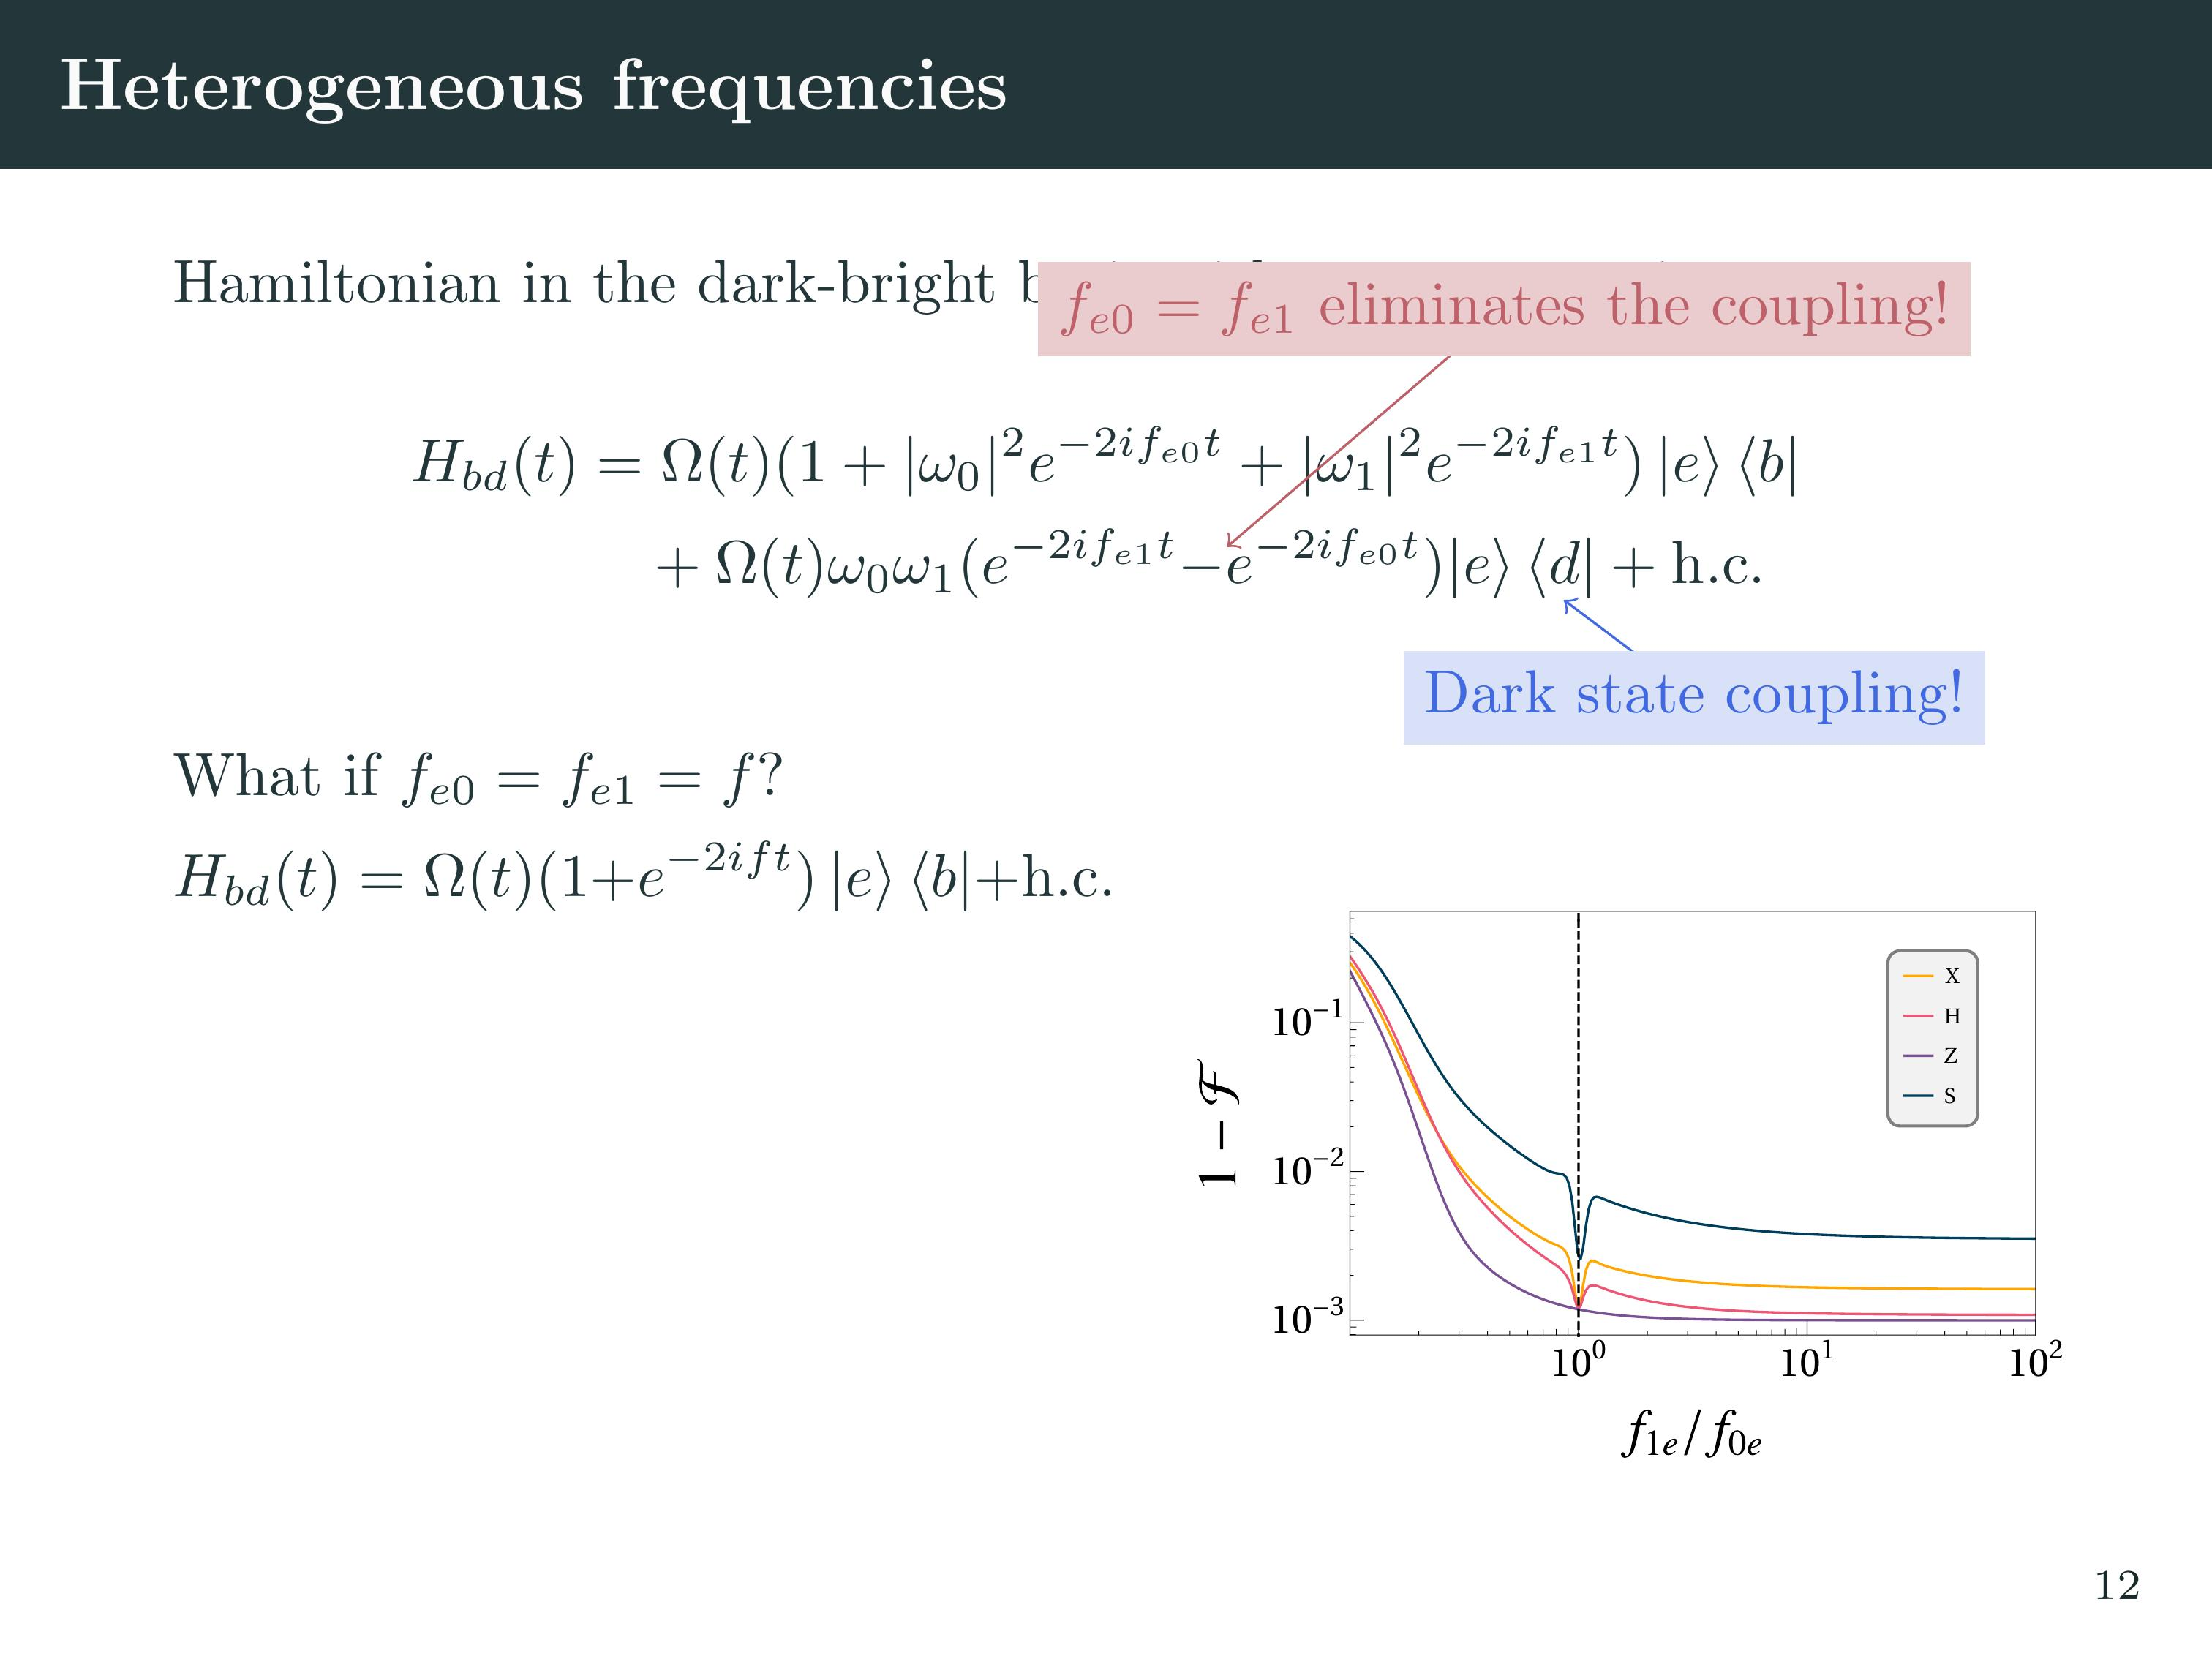 Heterogeneous frequencies
Hamiltonian in the dark-bright
f_{e0} = f_{e1} eliminates the coupling!
H_{bd}(t) = Ω(t)(1 + |ω_0|^2 e^{-2if_{e0}t} + |ω_1|^2 e^{-2if_{e1}t}) |e⟩ ⟨b|
+ Ω(t)ω_0ω_1(e^{-2if_{e1}t}−e^{-2if_{e0}t})|e⟩ ⟨d| + h.c.
Dark state coupling!
What if f_{e0} = f_{e1} = f?
H_{bd}(t) = Ω(t)(1+e^{-2ift}) |e⟩ ⟨b|+h.c.
X
H
Z
S
10^{-1}
10^{-2}
10^{-3}
1 − ℱ
10^0 10^1 10^2
f_{1e}/f_{0e}
12